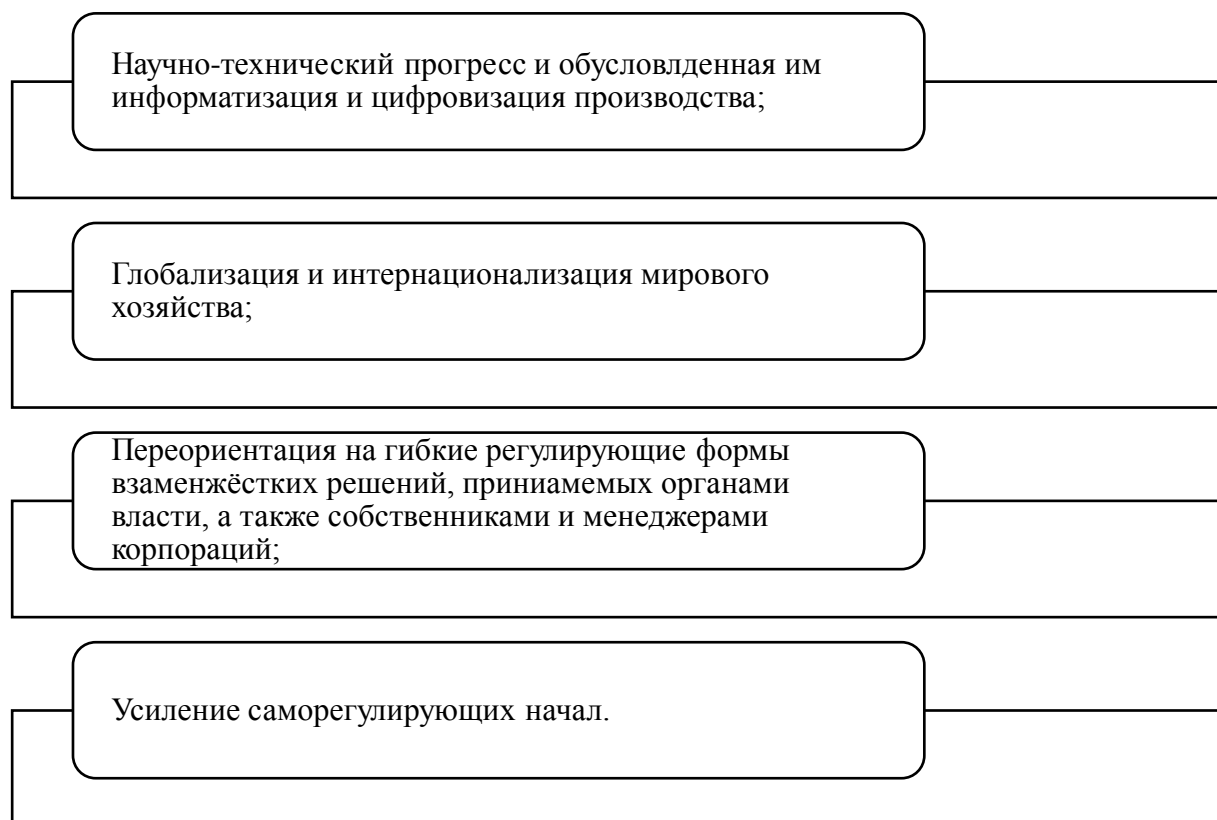 Научно-технический прогресс и обусловлденная им
информатизация и цифровизация производства;
Глобализация и интернационализация мирового
хозяйства;
Переориентация на гибкие регулирующие формы
взаменжёстких решений, приниамемых органами
власти, а также собственниками и менеджерами
корпораций;
Усиление саморегулирующих начал.